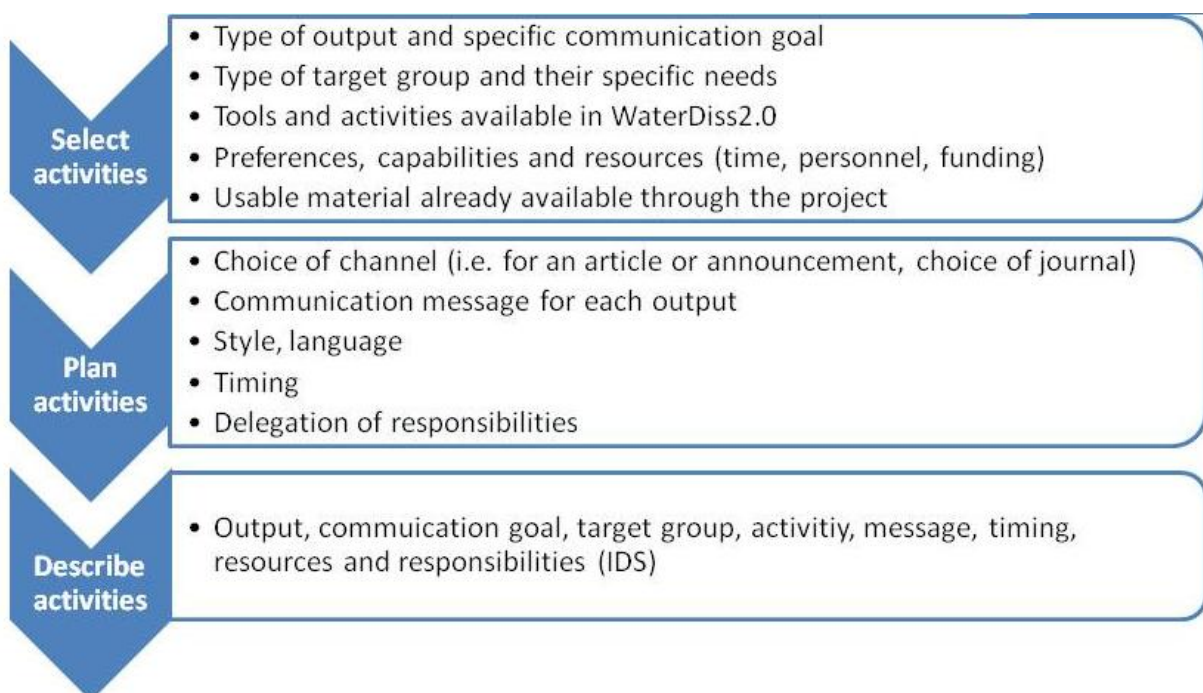 Select
activities
• Type of output and specific communication goal
• Type of target group and their specific needs
• Tools and activities available in WaterDiss2.0
• Preferences, capabilities and resources (time, personnel, funding)
• Usable material already available through the project
Plan
activities
• Choice of channel (i.e. for an article or announcement, choice of journal)
• Communication message for each output
• Style, language
• Timing
• Delegation of responsibilities
Describe
activities
• Output, commuication goal, target group, activitiy, message, timing,
resources and responsibilities (IDS)